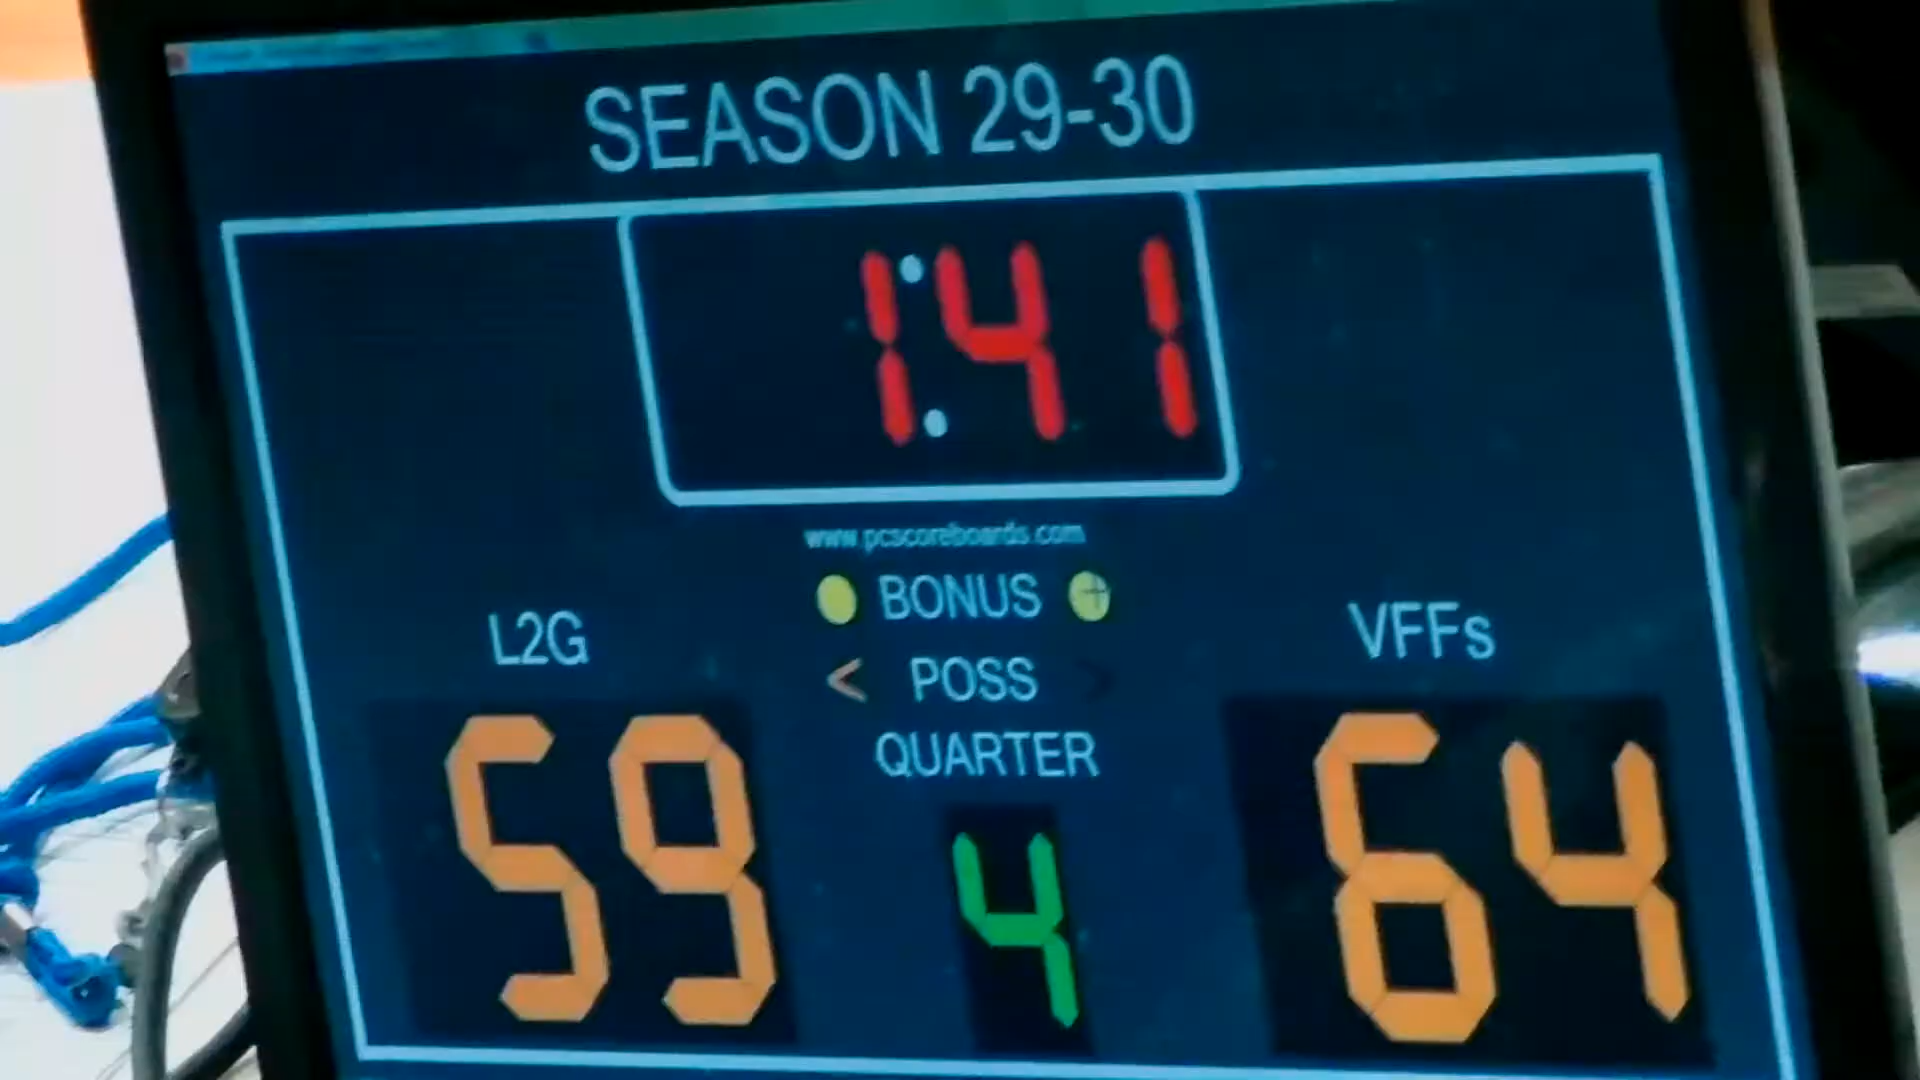 SEASON 29-30
1:41
www.pcscoreboards.com
BONUS
L2G
VFFs
< POSS >
QUARTER
59
4
64